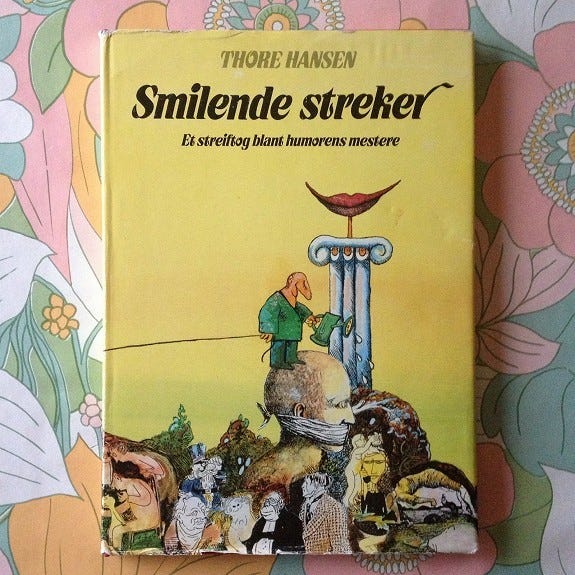 THORE HANSEN
Smilende streker
Et streiftog blant humorens mestere